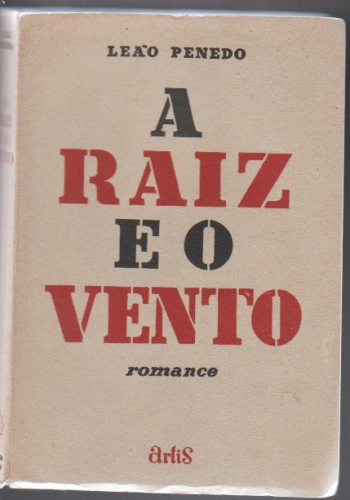 LEÃO PENEDO
A
RAIZ
E O
VENTO
romance
artis